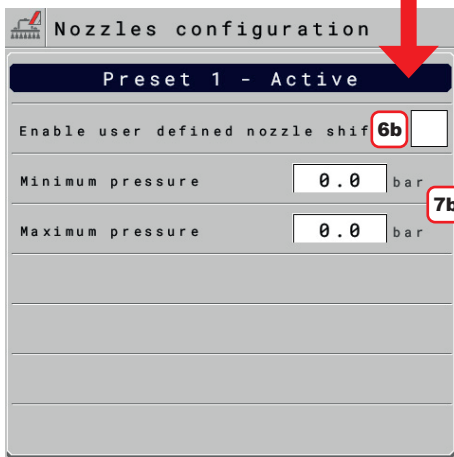 Nozzles configuration
Preset 1 - Active
Enable user defined nozzle shif 6b
Minimum pressure 0.0 bar
7b
Maximum pressure 0.0 bar